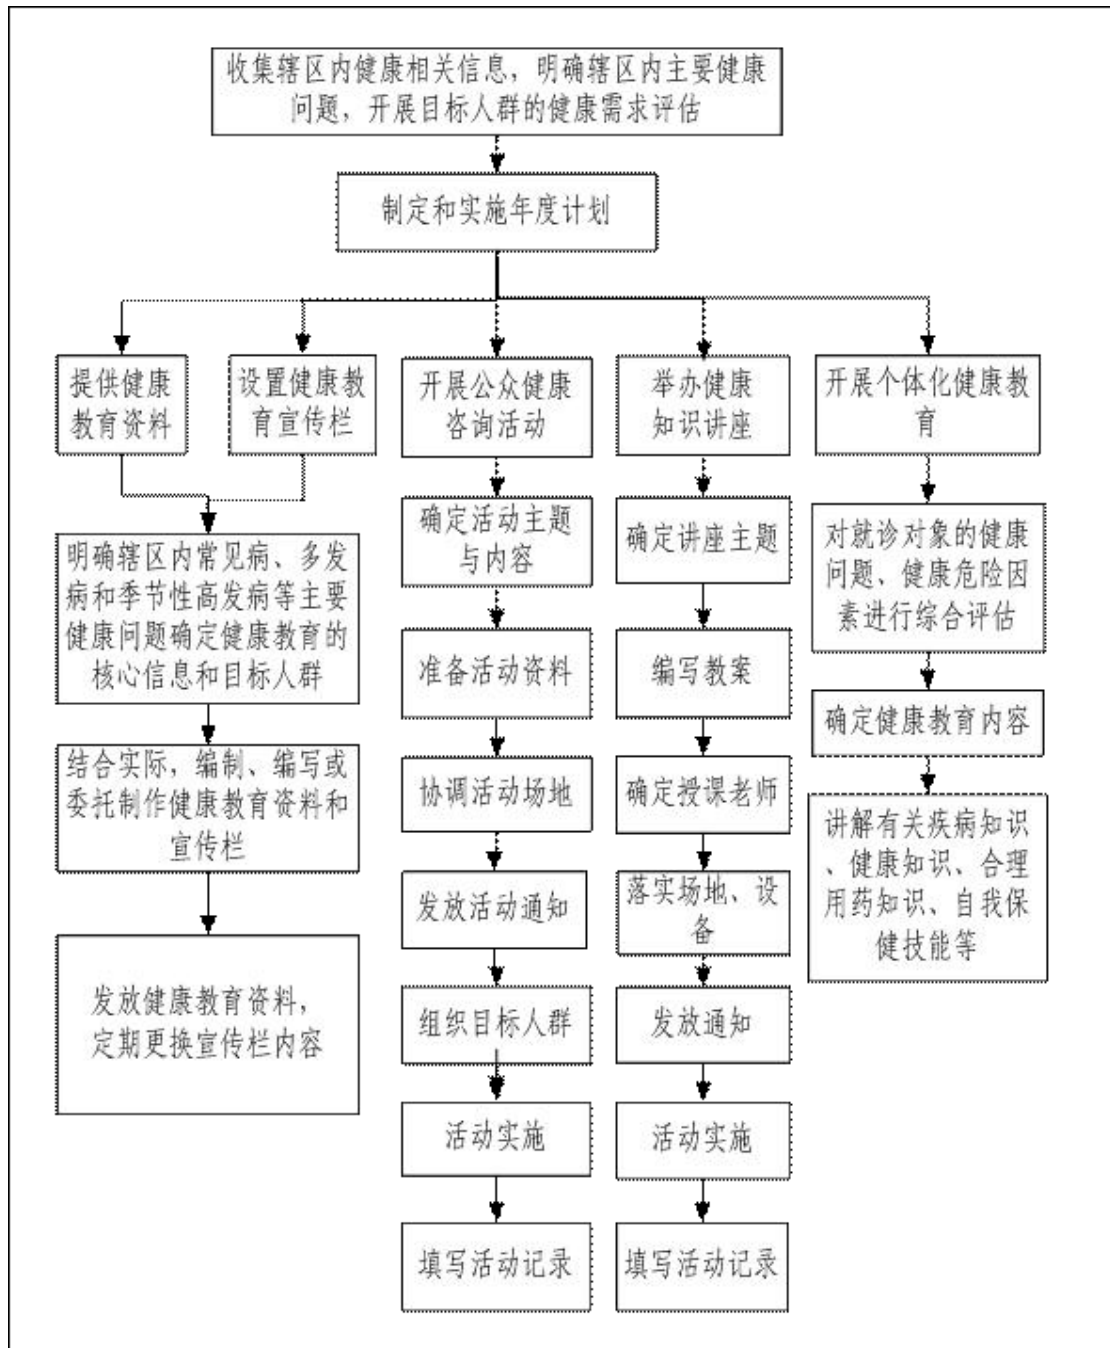 收集辖区内健康相关信息，明确辖区内主要健康
问题，开展目标人群的健康需求评估
制定和实施年度计划
提供健康
教育资料
设置健康教
育宣传栏
开展公众健康
咨询活动
举办健康
知识讲座
开展个体化健康教
育
明确辖区内常见病、多发
病和季节性高发病等主要
健康问题确定健康教育的
核心信息和目标人群
结合实际，编制、编写或
委托制作健康教育资料和
宣传栏
发放健康教育资料，
定期更换宣传栏内容
确定活动主题
与内容
准备活动资料
协调活动场地
发放活动通知
组织目标人群
活动实施
填写活动记录
确定讲座主题
编写教案
确定授课老师
落实场地、设
备
发放通知
活动实施
填写活动记录
对就诊对象的健康
问题、健康危险因
素进行综合评估
确定健康教育内容
讲解有关疾病知识
、健康知识、合理
用药知识、自我保
健技能等